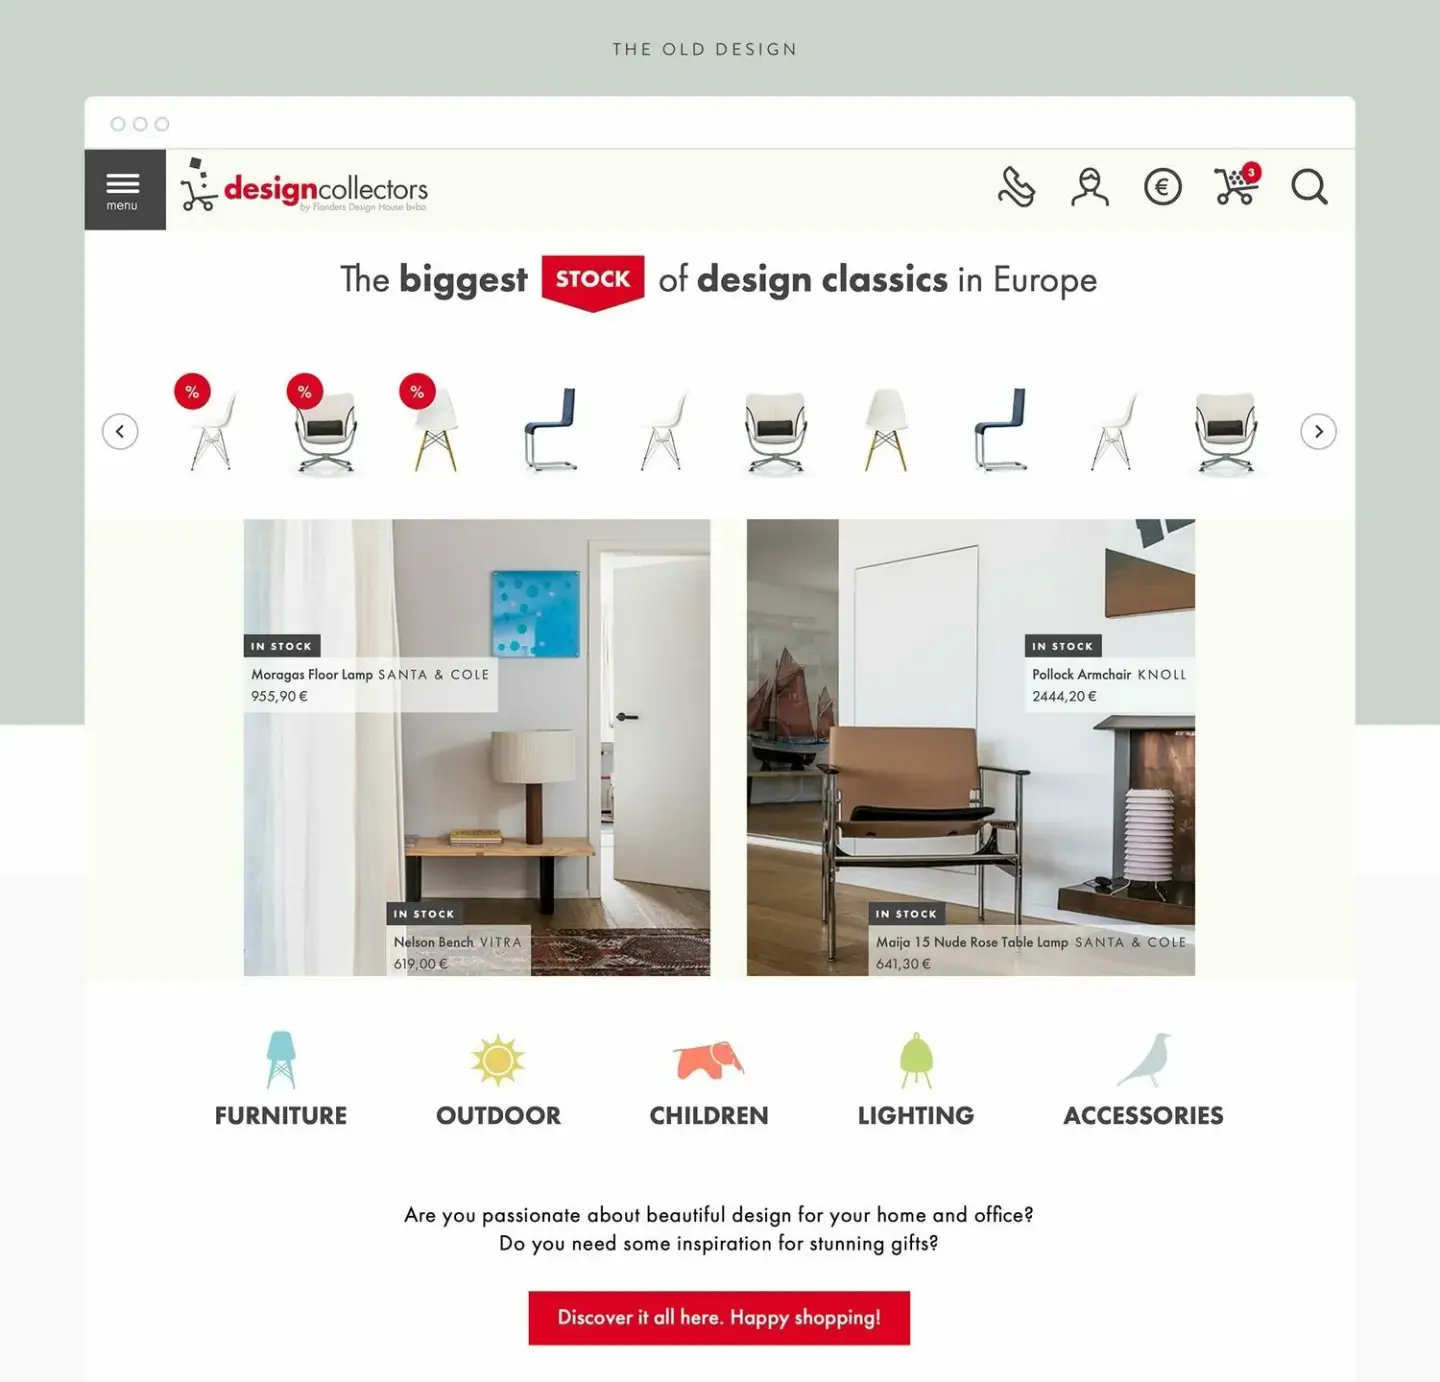 THE OLD DESIGN
menu
designcollectors
by Flanders Design House bvba
3
€
The biggest STOCK of design classics in Europe
% % %
IN STOCK
Moragas Floor Lamp SANTA & COLE
955,90 €
IN STOCK
Pollock Armchair KNOLL
2444,20 €
IN STOCK
Nelson Bench VITRA
619,00 €
IN STOCK
Maija 15 Nude Rose Table Lamp SANTA & COLE
641,30 €
FURNITURE OUTDOOR CHILDREN LIGHTING ACCESSORIES
Are you passionate about beautiful design for your home and office?
Do you need some inspiration for stunning gifts?
Discover it all here. Happy shopping!